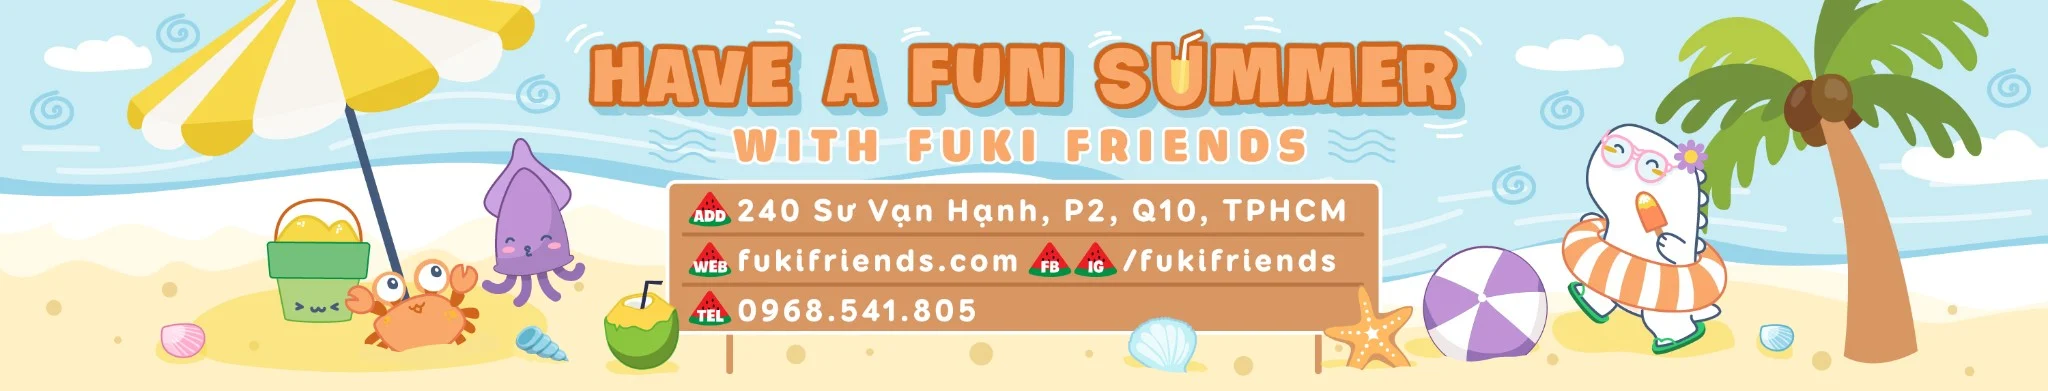 HAVE A FUN SUMMER
WITH FUKI FRIENDS
ADD 240 Sư Vạn Hạnh, P2, Q10, TPHCM
WEB fukifriends.com FB IG /fukifriends
TEL 0968.541.805